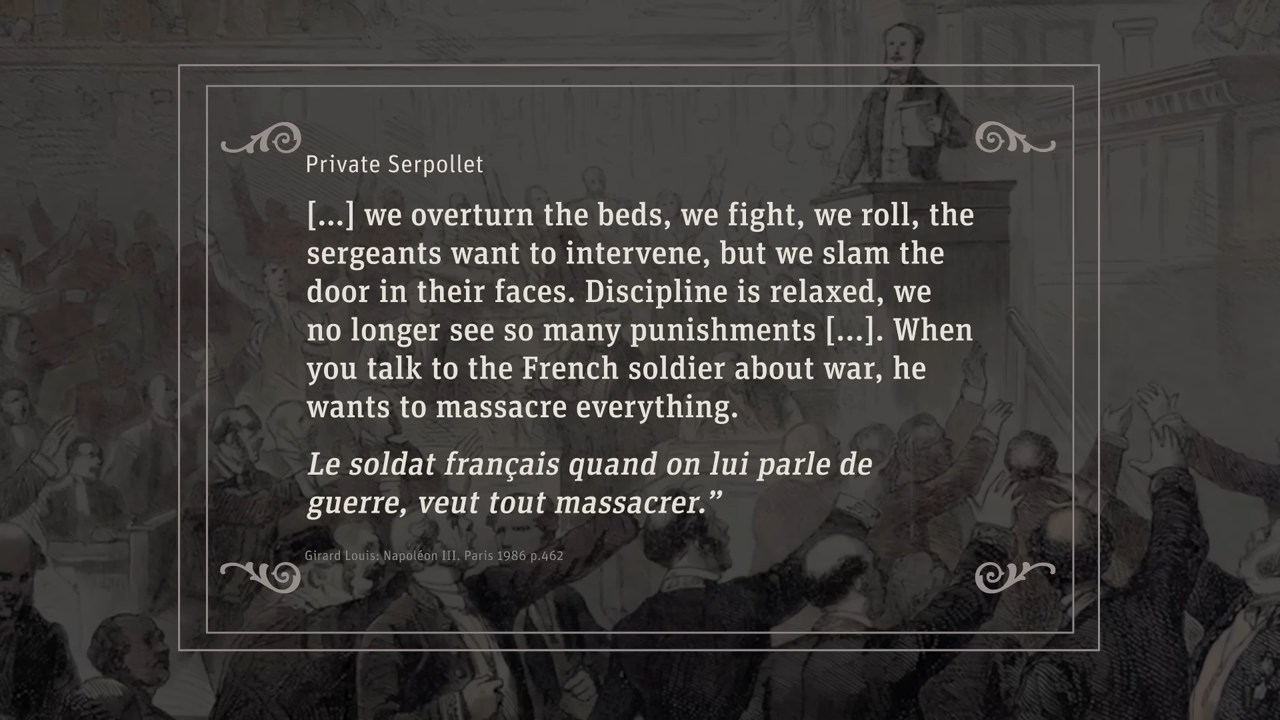 Private Serpollet
[...] we overturn the beds, we fight, we roll, the
sergeants want to intervene, but we slam the
door in their faces. Discipline is relaxed, we
no longer see so many punishments [...]. When
you talk to the French soldier about war, he
wants to massacre everything.
Le soldat français quand on lui parle de
guerre, veut tout massacrer.”
Girard Louis: Napoléon III. Paris 1986 p.462